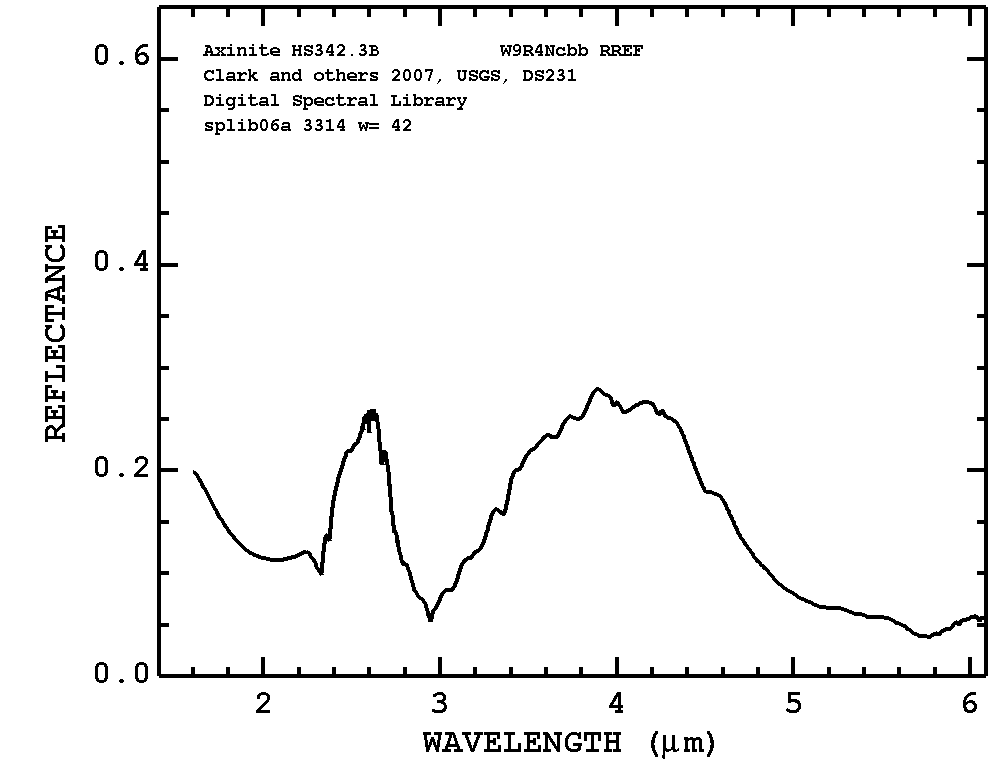 Axinite HS342.3B W9R4Ncbb RREF
Clark and others 2007, USGS, DS231
Digital Spectral Library
splib06a 3314 w= 42
0.6
0.4
0.2
0.0
REFLECTANCE
2 3 4 5 6
WAVELENGTH (μm)